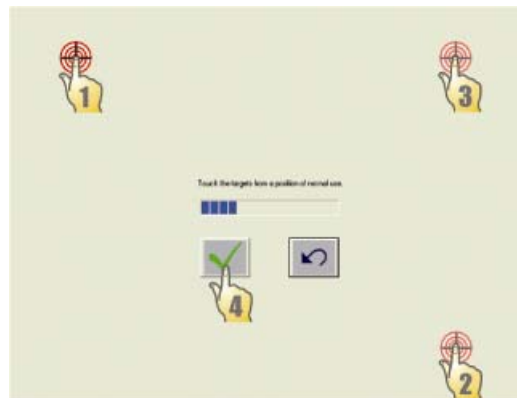 1
3
Touch the targets from a position of normal use.
4
2